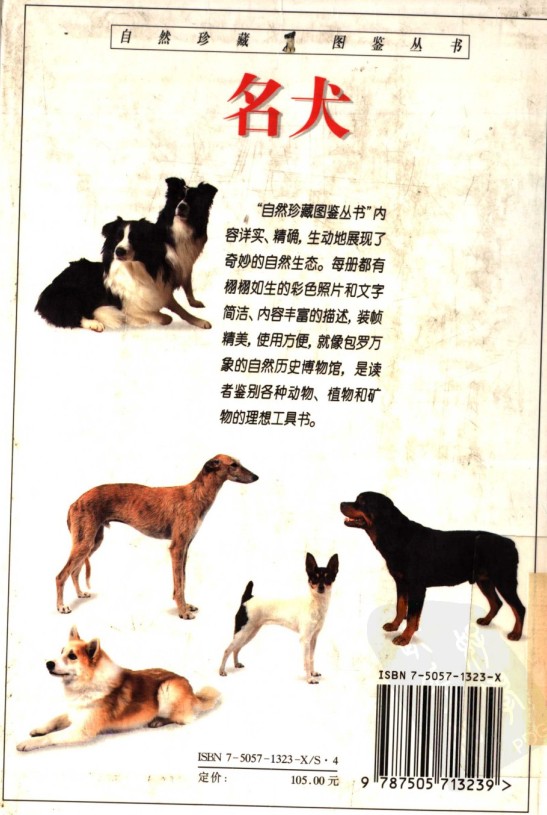 自然珍藏图鉴丛书
名犬
“自然珍藏图鉴丛书”内
容详实、精确，生动地展现了
奇妙的自然生态。每册都有
栩栩如生的彩色照片和文字
简洁、内容丰富的描述，装帧
精美，使用方便，就像包罗万
象的自然历史博物馆，是读
者鉴别各种动物、植物和矿
物的理想工具书。
ISBN 7-5057-1323-X
ISBN 7-5057-1323-X/S·4
定价： 105.00元
9 787505 713239 >